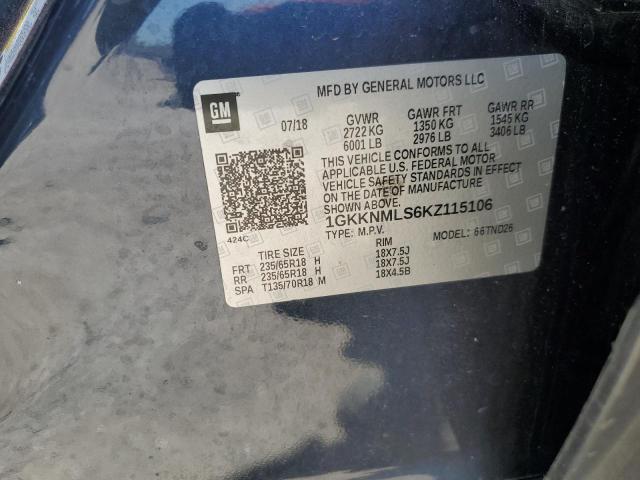 MFD BY GENERAL MOTORS LLC
GM
07/18 GVWR GAWR FRT GAWR RR
2722 KG 1350 KG 1545 KG
6001 LB 2976 LB 3406 LB
THIS VEHICLE CONFORMS TO ALL
APPLICABLE U.S. FEDERAL MOTOR
VEHICLE SAFETY STANDARDS IN EFFECT
ON THE DATE OF MANUFACTURE
SHOWN ABOVE.
1GKKNMLS6KZ115106
424C TYPE: M.P.V. MODEL: 66TND26
TIRE SIZE RIM
FRT 235/65R18 H 18X7.5J
RR 235/65R18 H 18X7.5J
SPA T135/70R18 M 18X4.5B